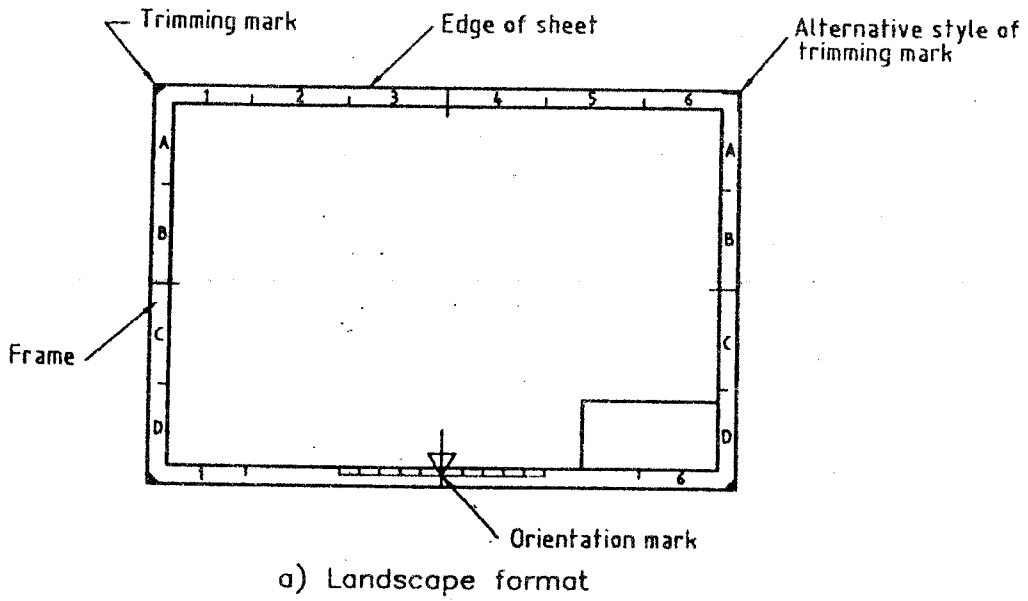 Trimming mark
Edge of sheet
Alternative style of
trimming mark
1 2 3 4 5 6
A A
B B
C C
Frame
D D
1 6
Orientation mark
a) Landscape format